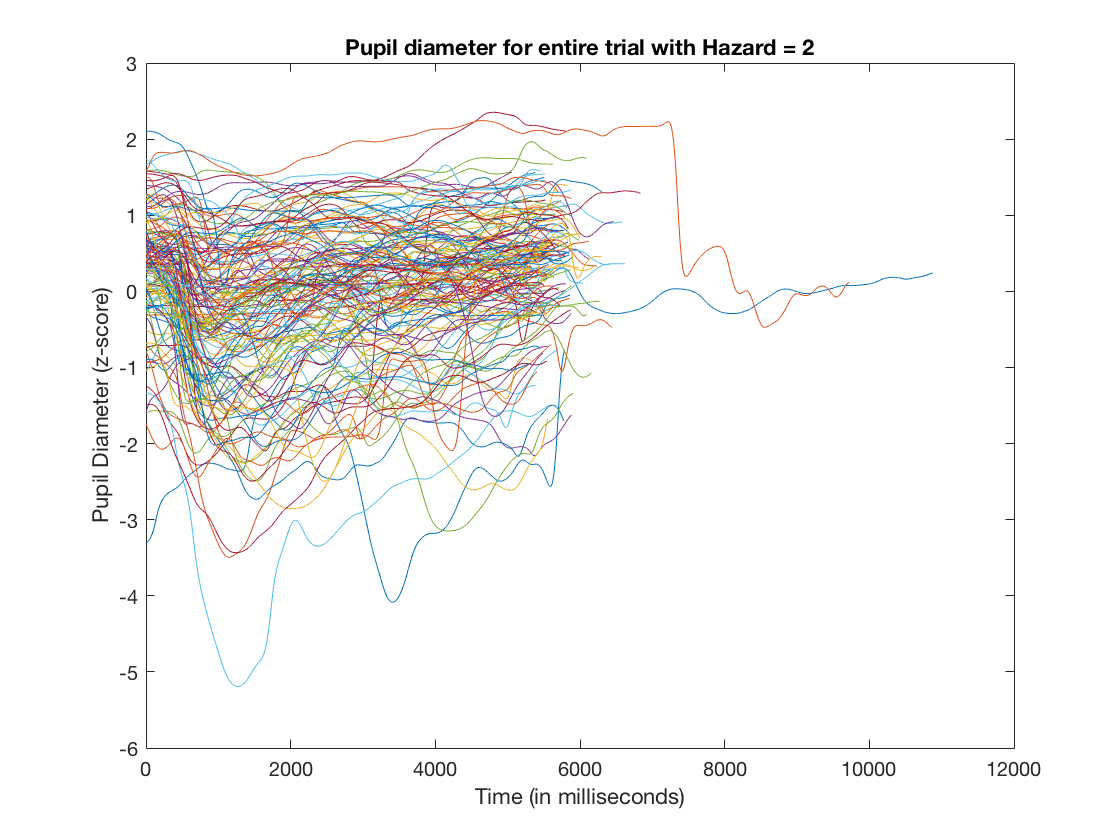 Pupil diameter for entire trial with Hazard = 2
3
2
1
0
-1
-2
-3
-4
-5
-6
Pupil Diameter (z-score)
0 2000 4000 6000 8000 10000 12000
Time (in milliseconds)